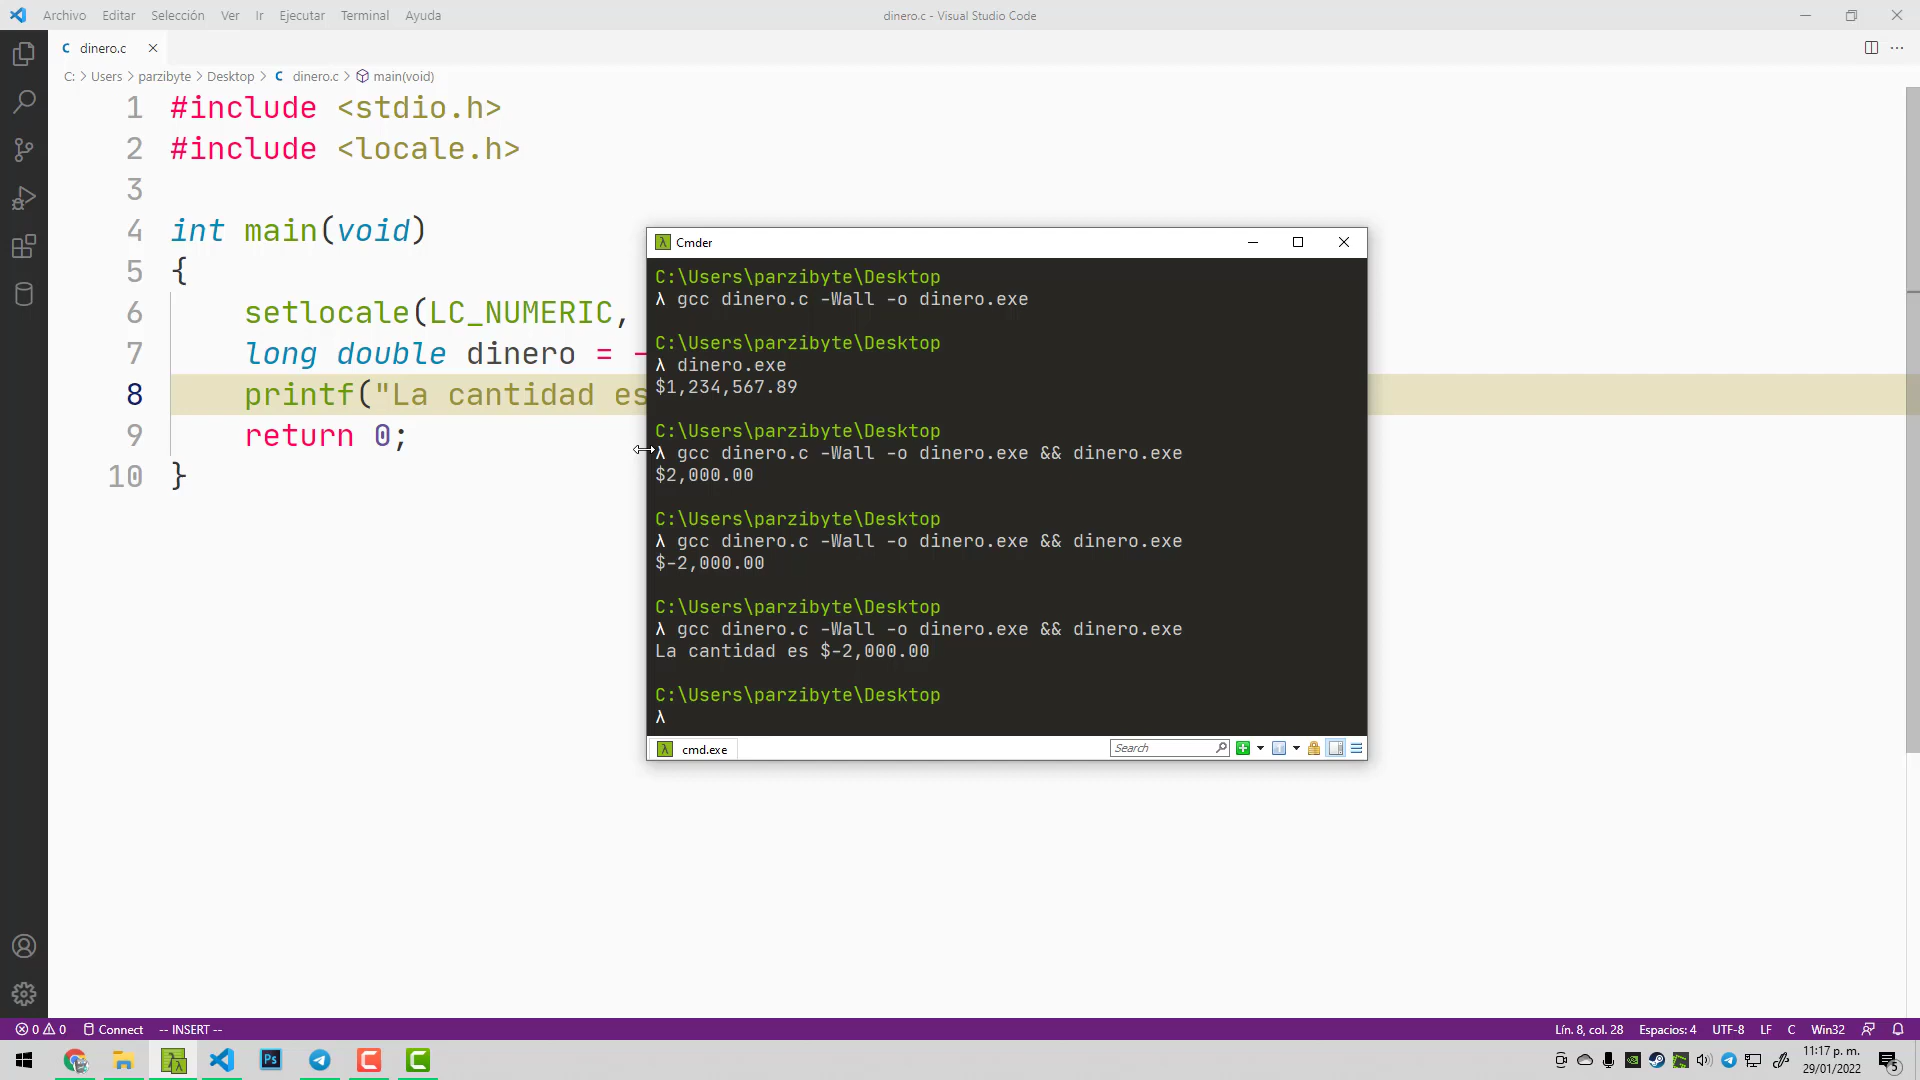 Archivo Editar Selección Ver Ir Ejecutar Terminal Ayuda
dinero.c - Visual Studio Code
dinero.c
C: > Users > parzibyte > Desktop > dinero.c > main(void)
1 #include <stdio.h>
2 #include <locale.h>
3
4 int main(void)
5 {
6 setlocale(LC_NUMERIC,
7 long double dinero = -
8 printf("La cantidad es
9 return 0;
10 }
Cmder
C:\Users\parzibyte\Desktop
λ gcc dinero.c -Wall -o dinero.exe
C:\Users\parzibyte\Desktop
λ dinero.exe
$1,234,567.89
C:\Users\parzibyte\Desktop
λ gcc dinero.c -Wall -o dinero.exe && dinero.exe
$2,000.00
C:\Users\parzibyte\Desktop
λ gcc dinero.c -Wall -o dinero.exe && dinero.exe
$-2,000.00
C:\Users\parzibyte\Desktop
λ gcc dinero.c -Wall -o dinero.exe && dinero.exe
La cantidad es $-2,000.00
C:\Users\parzibyte\Desktop
λ
cmd.exe
Search
0 0 Connect -- INSERT --
Lín. 8, col. 28 Espacios: 4 UTF-8 LF C Win32
11:17 p. m.
29/01/2022
5